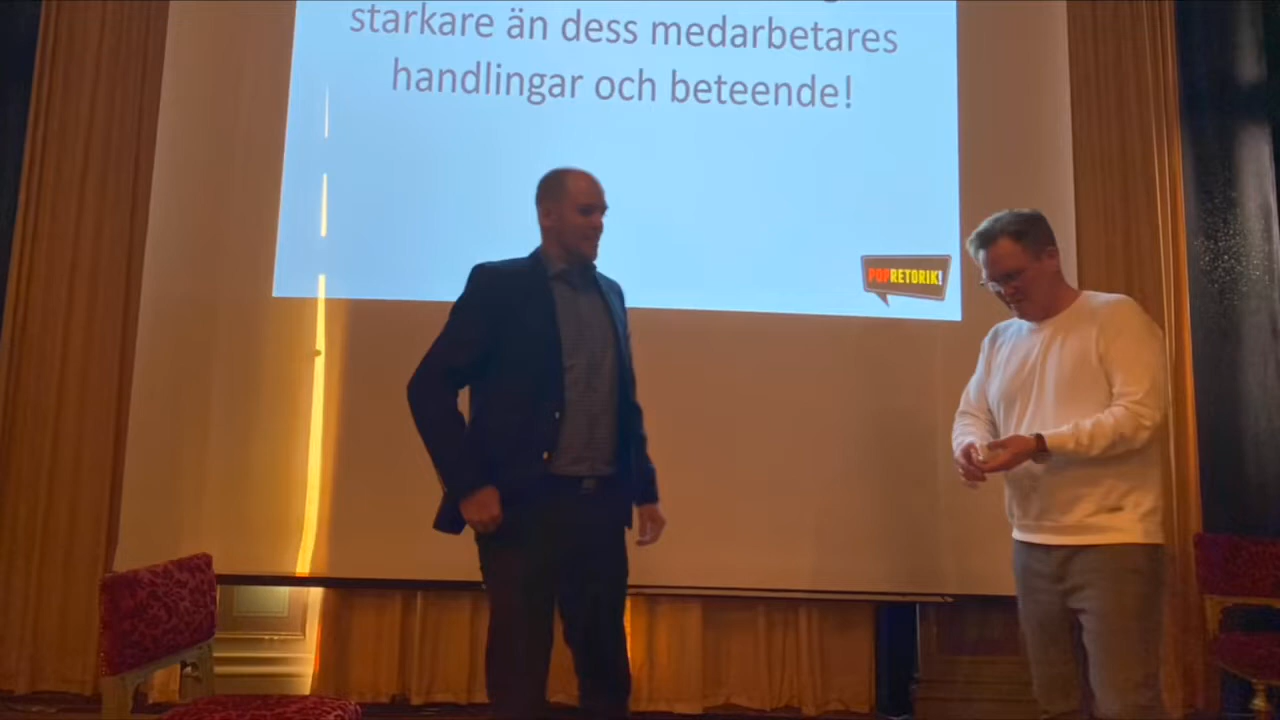 starkare än dess medarbetares
handlingar och beteende!
POPRETORIK!